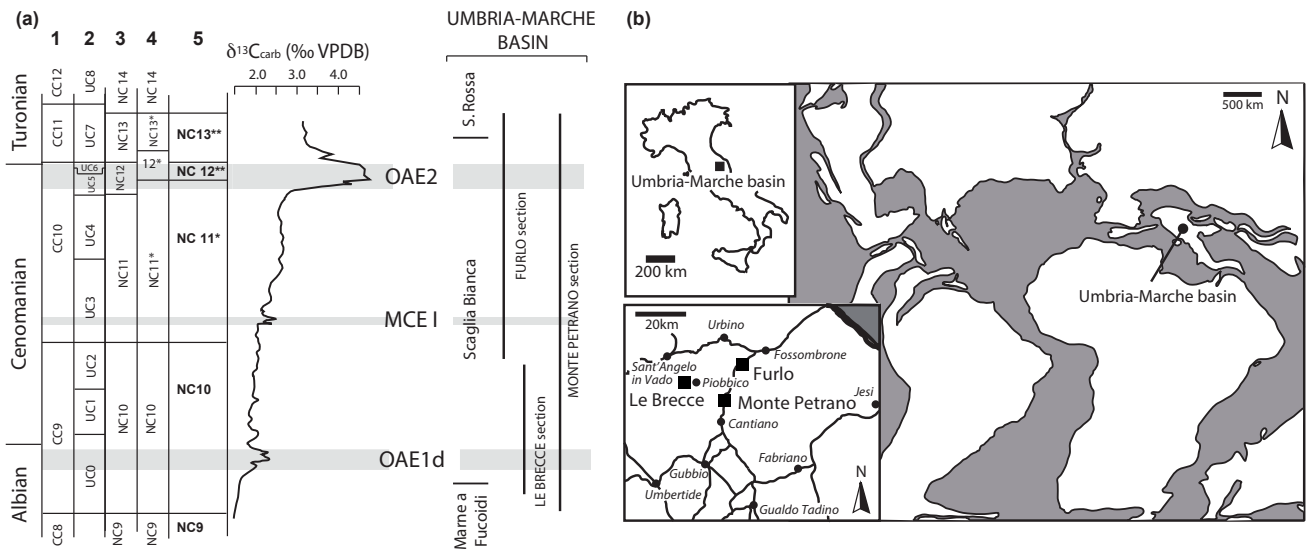 (a)
1 2 3 4 5
δ13Ccarb (‰ VPDB)
2.0 3.0 4.0
UMBRIA-MARCHE
BASIN
Turonian
Cenomanian
Albian
CC12
CC11
CC10
CC9
CC8
UC8
UC7
UC6
UC5
UC4
UC3
UC2
UC1
UC0
NC14
NC13
NC12
NC11
NC10
NC9
NC14
NC13*
12*
NC11*
NC10
NC9
NC13**
NC 12**
NC 11*
NC10
NC9
OAE2
MCE I
OAE1d
S. Rossa
Scaglia Bianca
Marne a
Fucoidi
FURLO section
LE BRECCE section
MONTE PETRANO section
(b)
Umbria-Marche basin
200 km
500 km
N
Umbria-Marche basin
20km
Urbino
Fossombrone
Sant'Angelo
in Vado
Piobbico
Furlo
Le Brecce
Monte Petrano
Jesi
Cantiano
Fabriano
Gubbio
Umbertide
Gualdo Tadino
N